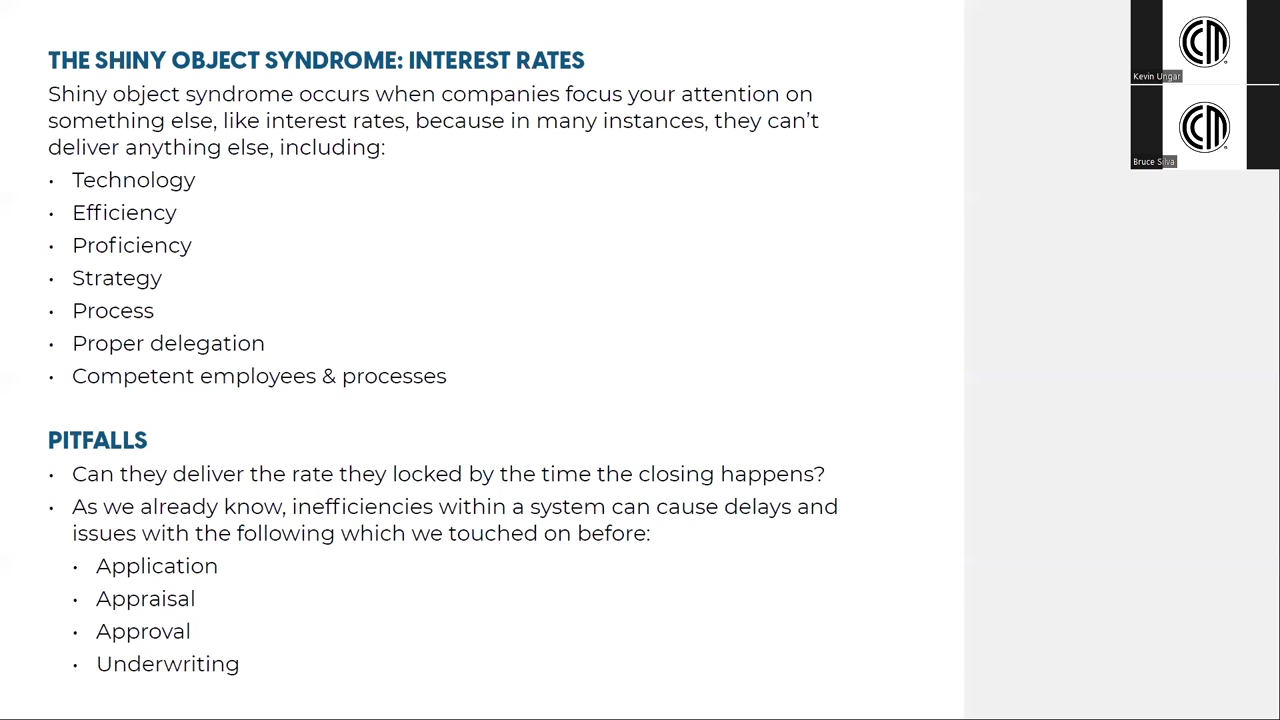 THE SHINY OBJECT SYNDROME: INTEREST RATES
Shiny object syndrome occurs when companies focus your attention on
something else, like interest rates, because in many instances, they can’t
deliver anything else, including:
• Technology
• Efficiency
• Proficiency
• Strategy
• Process
• Proper delegation
• Competent employees & processes
PITFALLS
• Can they deliver the rate they locked by the time the closing happens?
• As we already know, inefficiencies within a system can cause delays and
issues with the following which we touched on before:
• Application
• Appraisal
• Approval
• Underwriting
CM
Kevin Ungar
CM
Bruce Silva